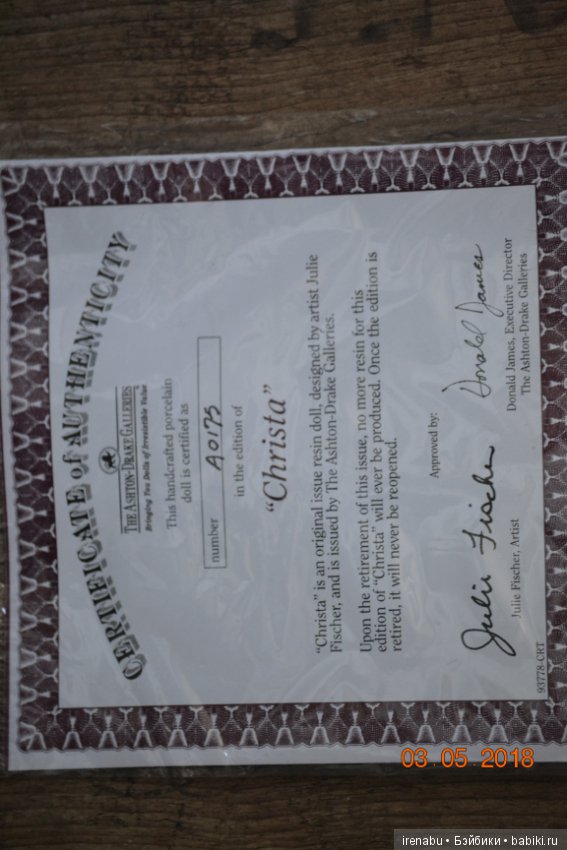 CERTIFICATE of AUTHENTICITY
THE ASHTON-DRAKE GALLERIES
Bringing You Dolls of Irresistible Value
This handcrafted porcelain
doll is certified as
number A0175
in the edition of
"Christa"
"Christa" is an original issue resin doll, designed by artist Julie
Fischer, and is issued by The Ashton-Drake Galleries.
Upon the retirement of this issue, no more resin for this
edition of "Christa" will ever be produced. Once the edition is
retired, it will never be reopened.
Approved by:
Julie Fischer
Donald James
Julie Fischer, Artist
Donald James, Executive Director
The Ashton-Drake Galleries
93778-CRT
03 05 2018
irenabu • Бэйбики • babiki.ru